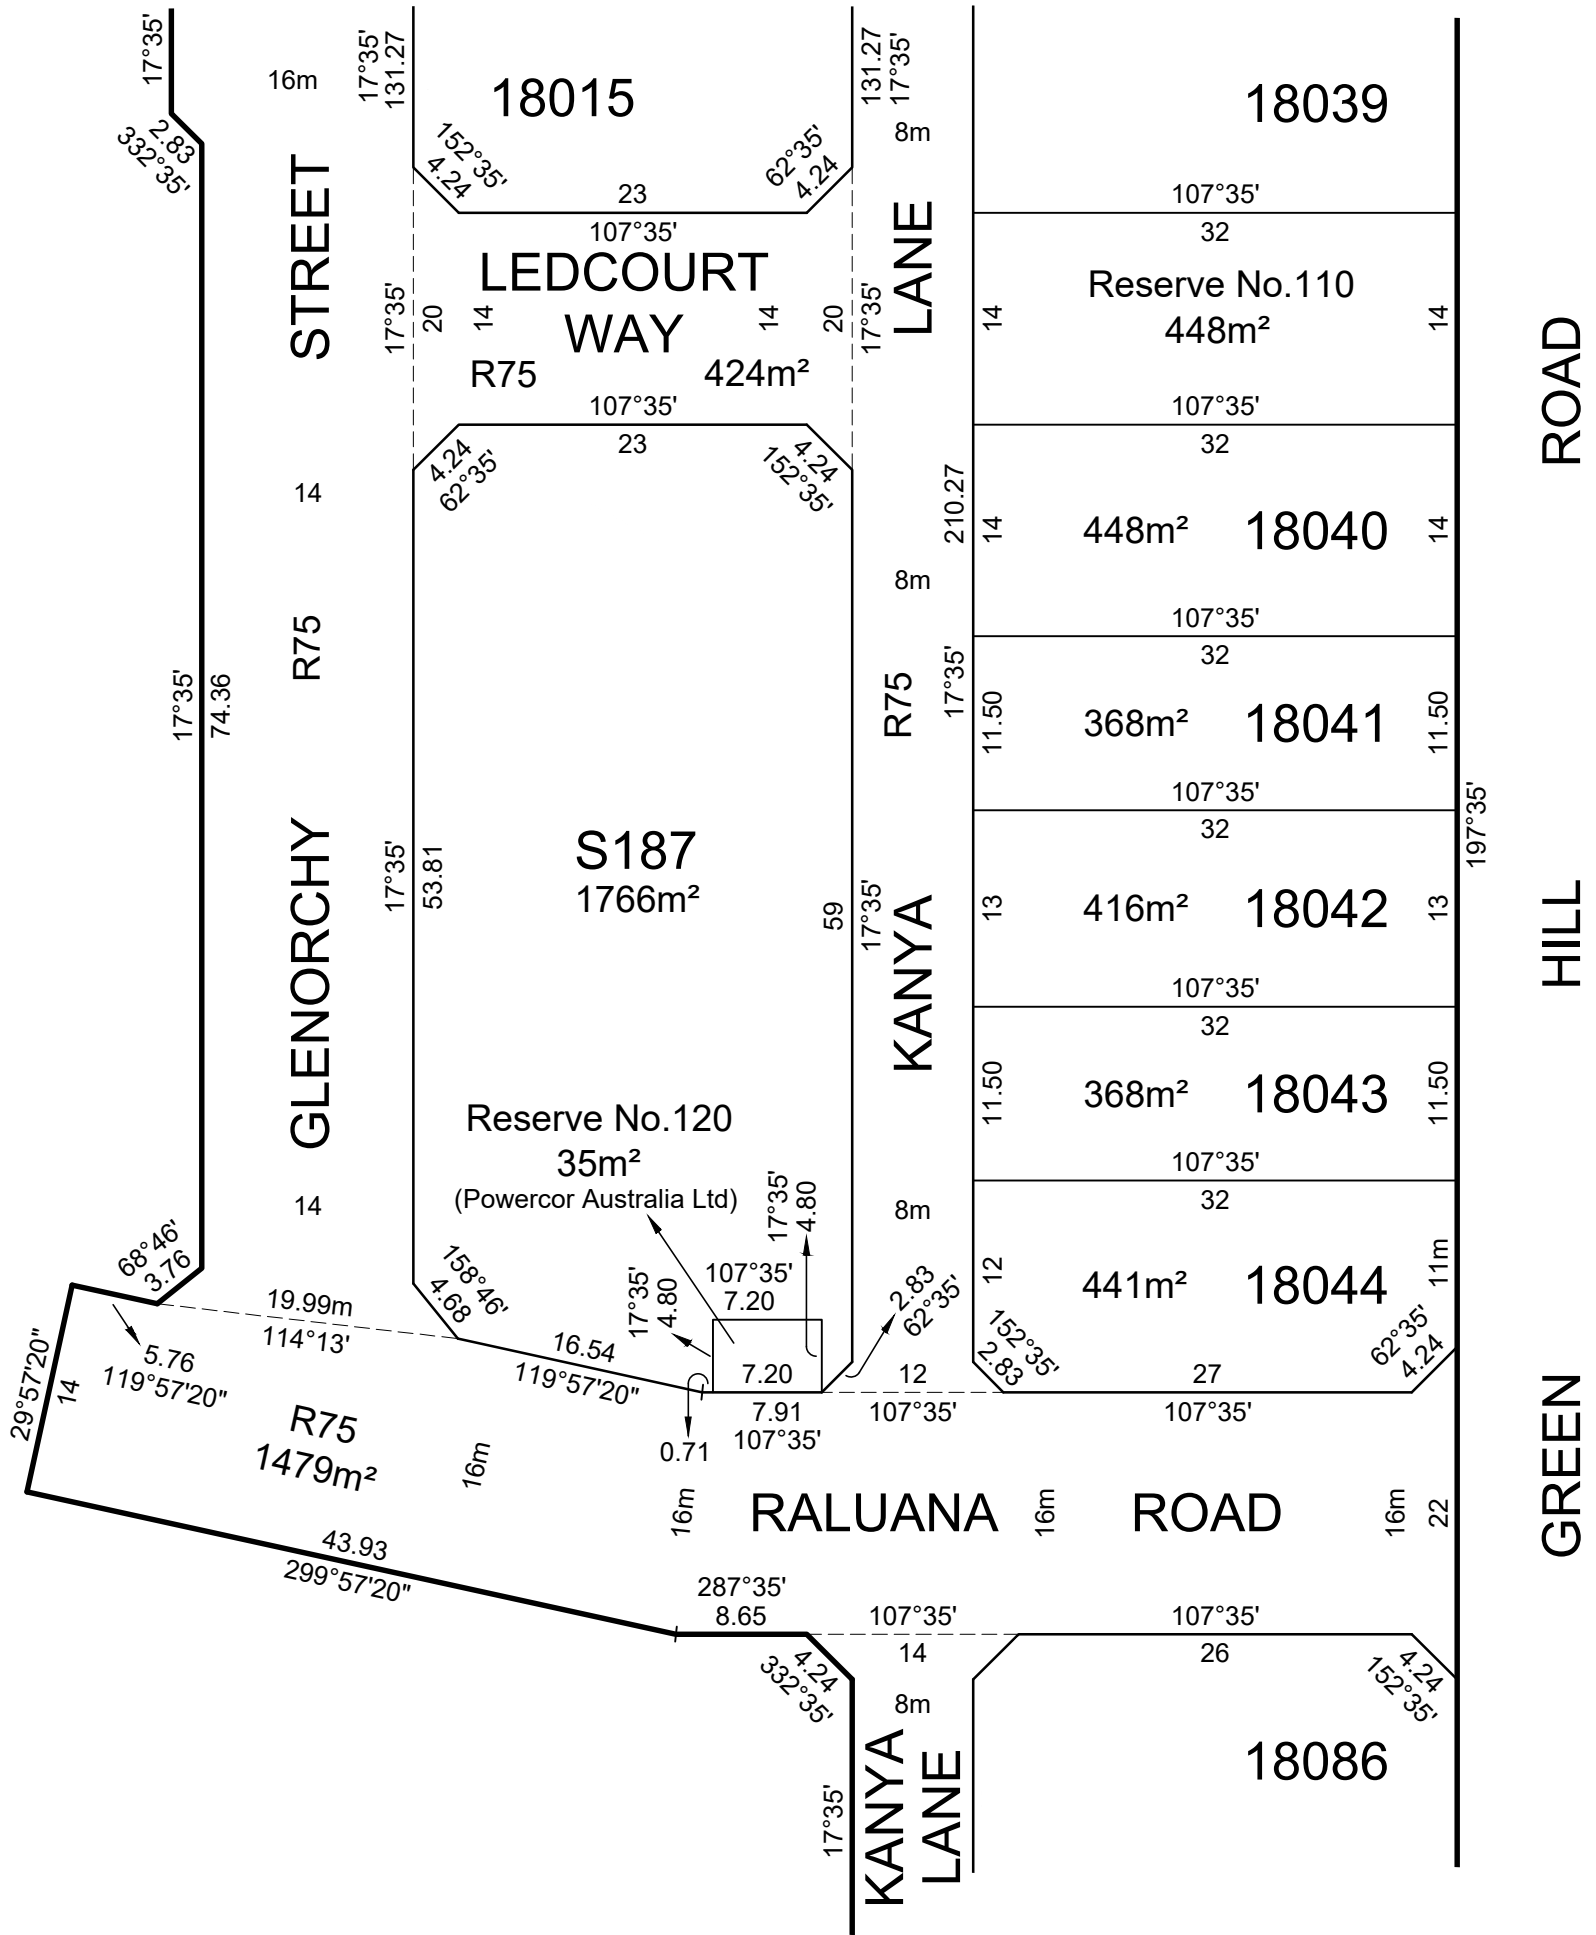 17°35'
16m
17°35'
131.27
18015
131.27
17°35'
8m
18039
2.83
332°35'
152°35'
4.24
23
107°35'
62°35'
4.24
107°35'
32
STREET
LEDCOURT
WAY
R75
424m²
17°35'
20
14
14
20
17°35'
LANE
14
Reserve No.110
448m²
14
107°35'
23
4.24
62°35'
4.24
152°35'
107°35'
32
ROAD
14
R75
210.27
14
448m²
18040
14
8m
107°35'
32
17°35'
74.36
R75
17°35'
11.50
368m²
18041
11.50
107°35'
32
197°35'
GLENORCHY
17°35'
53.81
S187
1766m²
59
17°35'
KANYA
13
416m²
18042
13
HILL
107°35'
32
11.50
368m²
18043
11.50
Reserve No.120
35m²
(Powercor Australia Ltd)
107°35'
32
14
17°35'
4.80
8m
68°46'
3.76
158°46'
4.68
17°35'
4.80
107°35'
7.20
2.83
62°35'
12
441m²
18044
11m
19.99m
114°13'
5.76
119°57'20"
16.54
119°57'20"
7.20
12
107°35'
152°35'
2.83
27
107°35'
62°35'
4.24
29°57'20"
14
7.91
107°35'
0.71
R75
1479m²
16m
16m
RALUANA
16m
ROAD
16m
22
GREEN
43.93
299°57'20"
287°35'
8.65
107°35'
14
107°35'
26
4.24
332°35'
4.24
152°35'
8m
17°35'
KANYA
LANE
18086